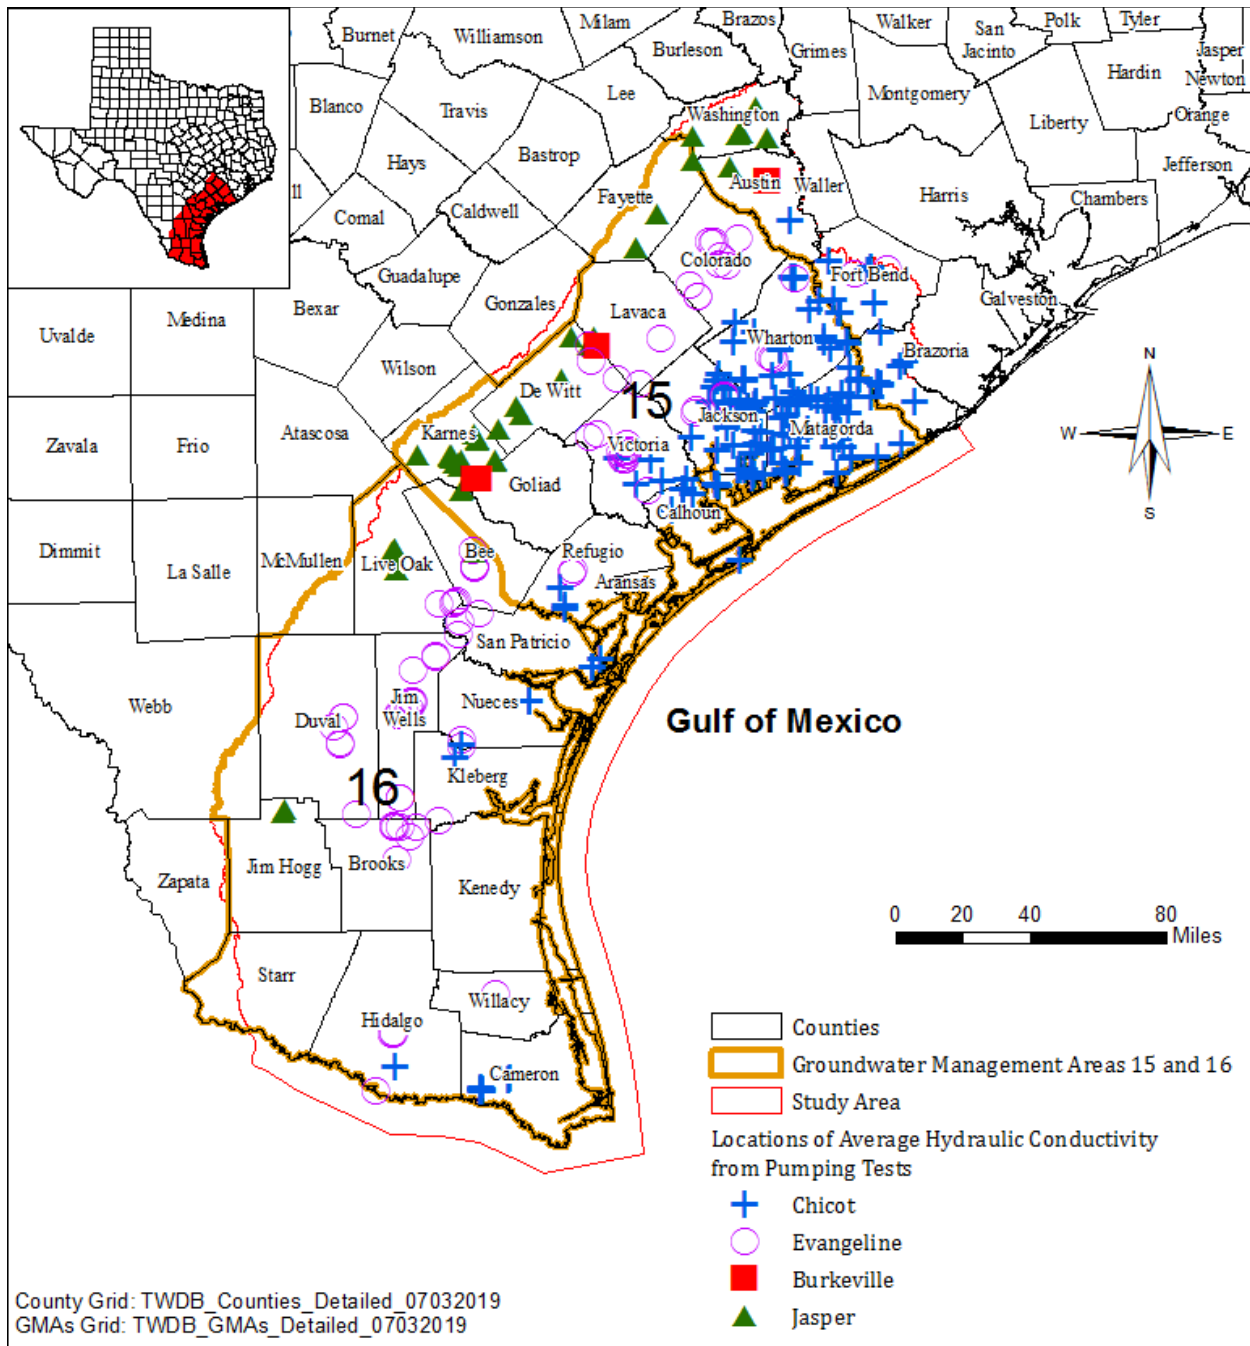 Burnet
Williamson
Milam
Brazos
Walker
San
Jacinto
Polk
Tyler
Burleson
Grimes
Jasper
Newton
Hardin
Blanco
Travis
Lee
Washington
Montgomery
Liberty
Orange
Hays
Bastrop
Austin
Waller
Harris
Jefferson
ll
Comal
Caldwell
Fayette
Chambers
Guadalupe
Colorado
Fort Bend
Bexar
Gonzales
Lavaca
Galveston
Medina
Uvalde
Wharton
Brazoria
Wilson
De Witt
15
Jackson
N
W
E
S
Zavala
Frio
Atascosa
Karnes
Victoria
Matagorda
Goliad
Calhoun
Dimmit
La Salle
McMullen
Live Oak
Bee
Refugio
Aransas
San Patricio
Webb
Duval
Jim
Wells
Nueces
Gulf of Mexico
16
Kleberg
Zapata
Jim Hogg
Brooks
Kenedy
0
20
40
80
Miles
Starr
Willacy
Hidalgo
Cameron
Counties
Groundwater Management Areas 15 and 16
Study Area
Locations of Average Hydraulic Conductivity
from Pumping Tests
Chicot
Evangeline
Burkeville
Jasper
County Grid: TWDB_Counties_Detailed_07032019
GMAs Grid: TWDB_GMAs_Detailed_07032019